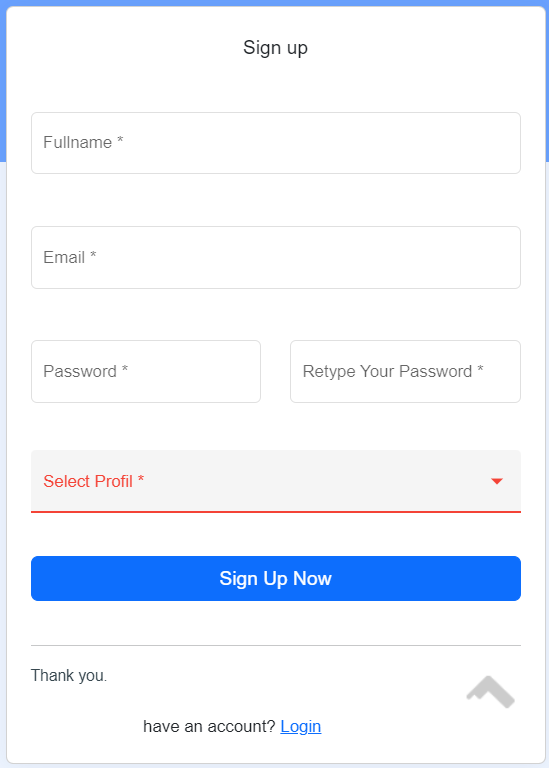 Sign up
Fullname *
Email *
Password *
Retype Your Password *
Select Profil *
Sign Up Now
Thank you.
have an account? Login